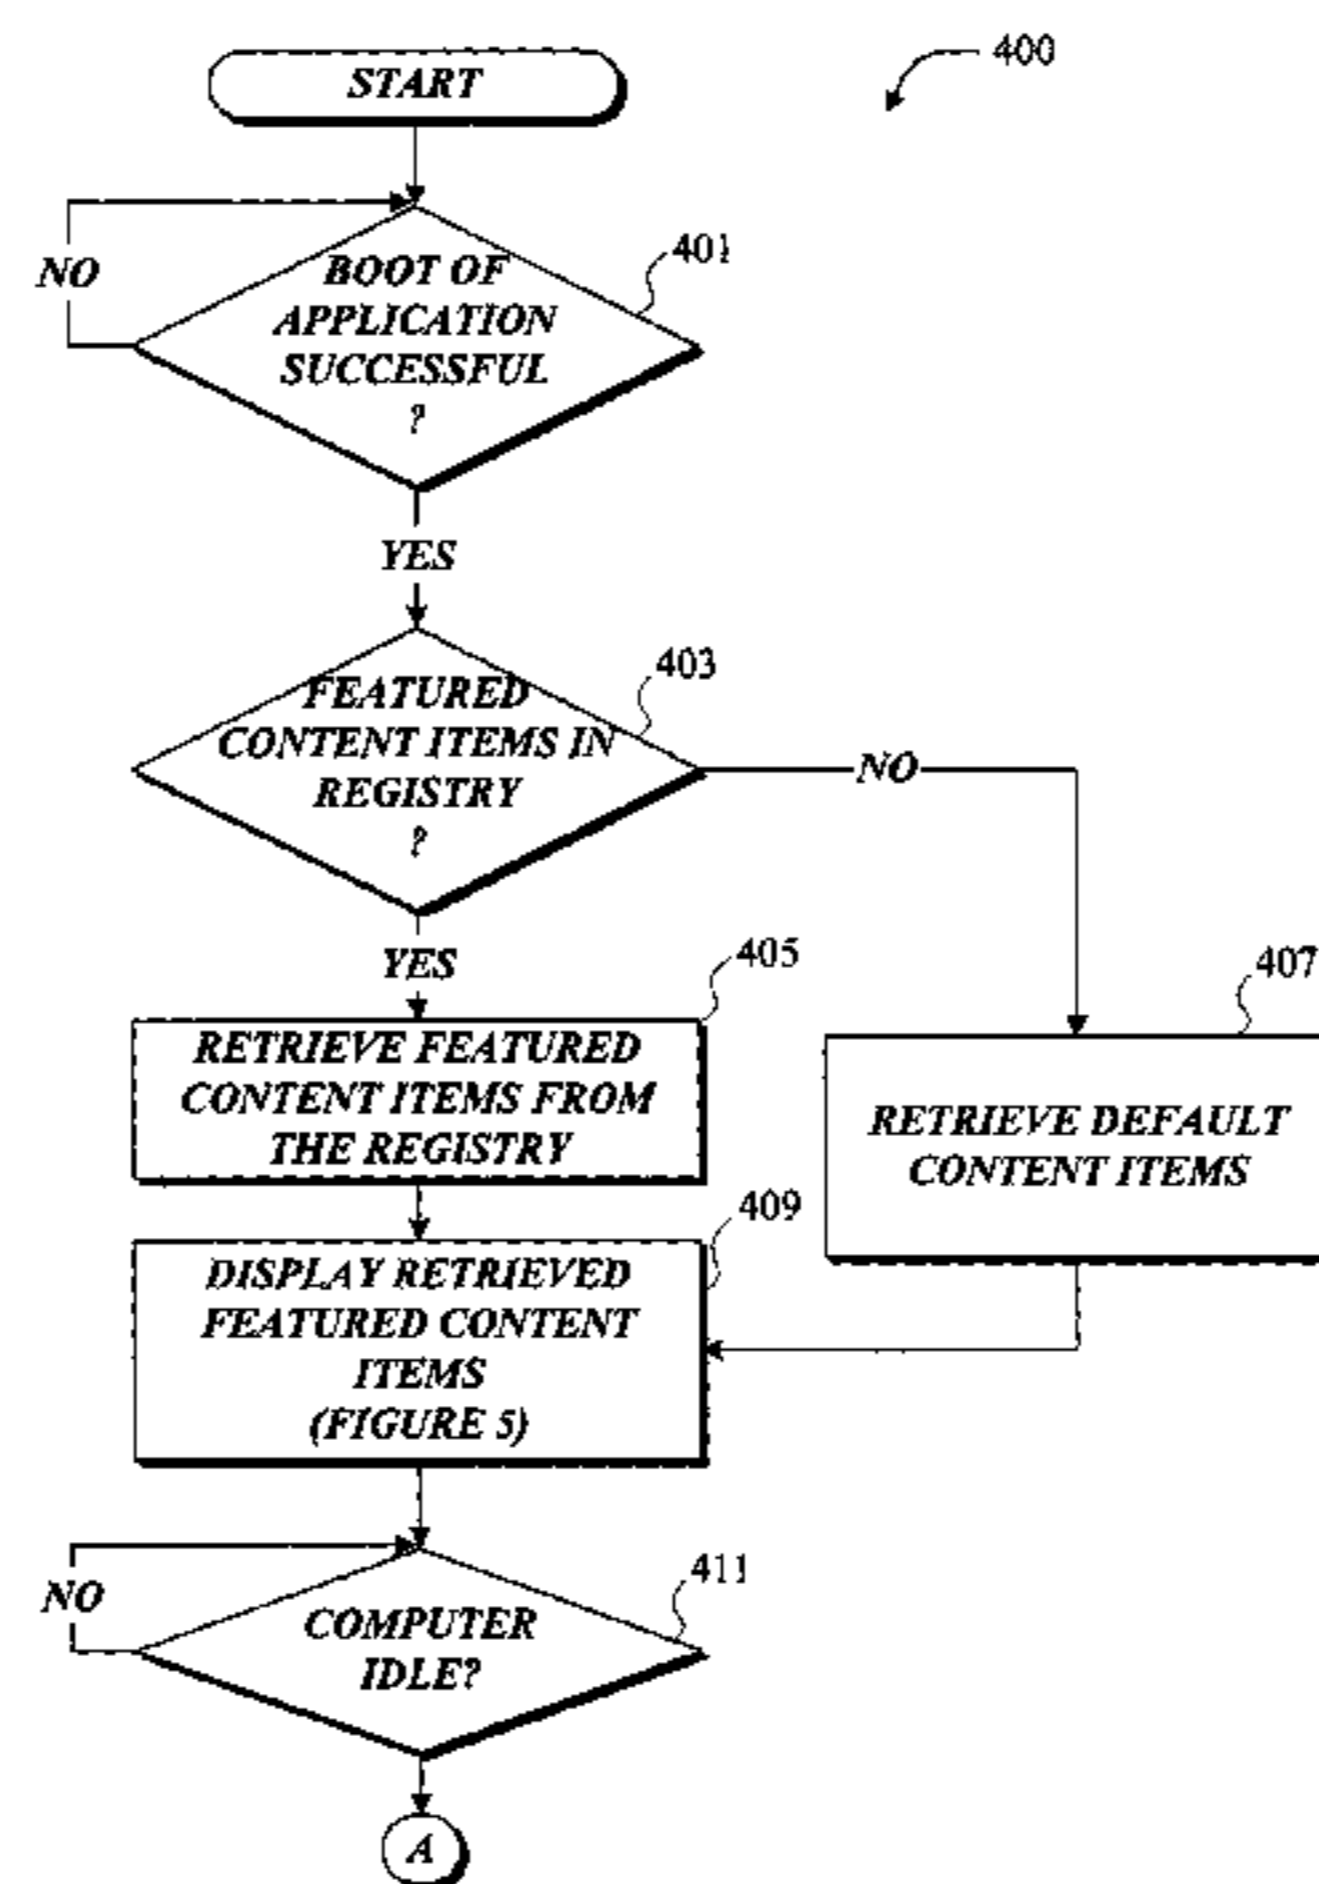 400
START
401
NO
BOOT OF
APPLICATION
SUCCESSFUL
?
YES
403
FEATURED
CONTENT ITEMS IN
REGISTRY
?
NO
YES
405
RETRIEVE FEATURED
CONTENT ITEMS FROM
THE REGISTRY
407
RETRIEVE DEFAULT
CONTENT ITEMS
409
DISPLAY RETRIEVED
FEATURED CONTENT
ITEMS
(FIGURE 5)
411
NO
COMPUTER
IDLE?
A